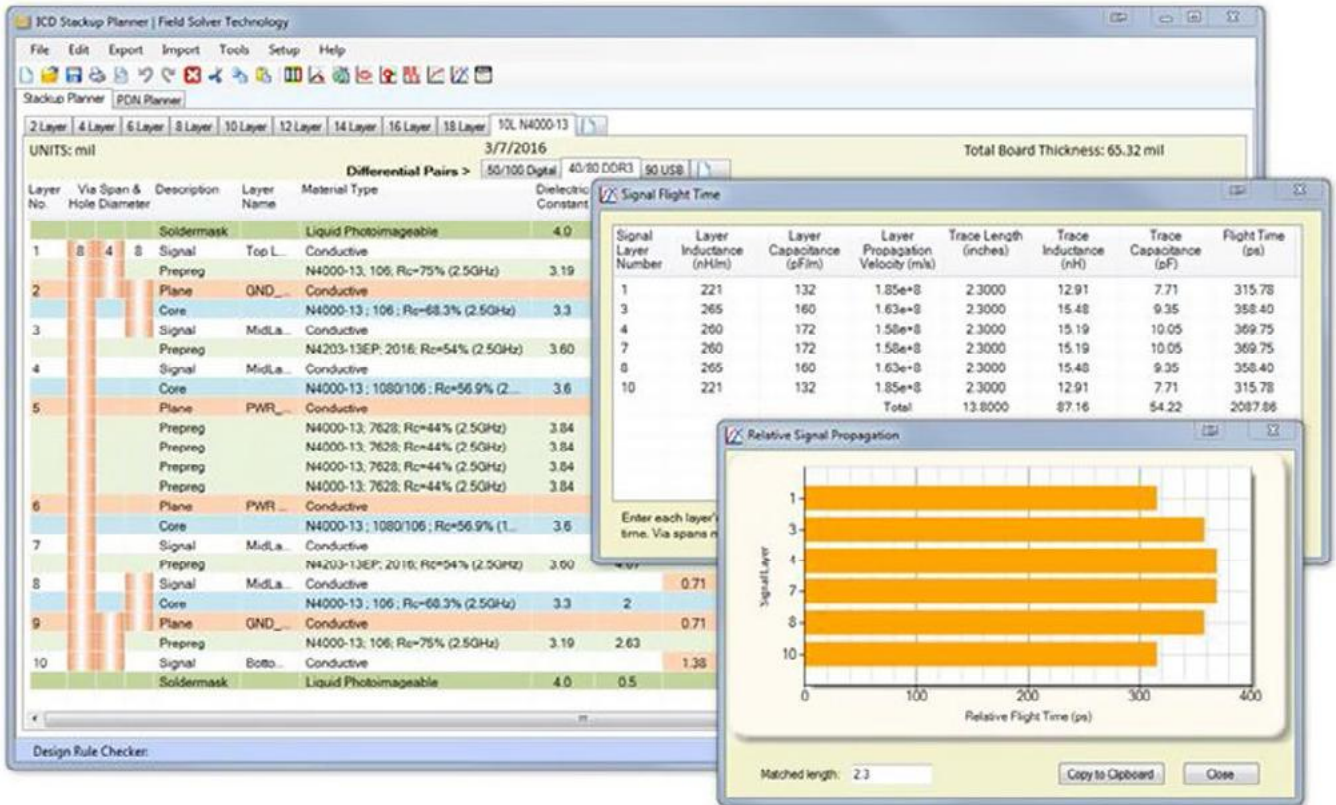 ICD Stackup Planner | Field Solver Technology
File Edit Export Import Tools Setup Help
Stackup Planner PDN Planner
2 Layer 4 Layer 6 Layer 8 Layer 10 Layer 12 Layer 14 Layer 16 Layer 18 Layer 10L N4000-13
UNITS: mil 3/7/2016 Total Board Thickness: 65.32 mil
Differential Pairs > 50/100 Digital 40/80 DDR3 90 USB
Layer No. Via Span & Hole Diameter Description Layer Name Material Type Dielectric Constant
Soldermask Liquid Photoimageable 4.0
1 8 4 8 Signal Top L... Conductive
Prepreg N4000-13, 106; Rc=75% (2.5GHz) 3.19
2 Plane GND_... Conductive
Core N4000-13 ; 106 ; Rc=68.3% (2.5GHz) 3.3
3 Signal MidLa... Conductive
Prepreg N4203-13EP; 2016; Rc=54% (2.5GHz) 3.60
4 Signal MidLa... Conductive
Core N4000-13 ; 1080/106 ; Rc=56.9% (2... 3.6
5 Plane PWR_... Conductive
Prepreg N4000-13; 7628; Rc=44% (2.5GHz) 3.84
Prepreg N4000-13; 7628; Rc=44% (2.5GHz) 3.84
Prepreg N4000-13; 7628; Rc=44% (2.5GHz) 3.84
Prepreg N4000-13; 7628; Rc=44% (2.5GHz) 3.84
6 Plane PWR... Conductive
Core N4000-13 ; 1080/106 ; Rc=56.9% (1... 3.6
7 Signal MidLa... Conductive
Prepreg N4203-13EP; 2016; Rc=54% (2.5GHz) 3.60 4.07
8 Signal MidLa... Conductive 0.71
Core N4000-13 ; 106 ; Rc=68.3% (2.5GHz) 3.3 2
9 Plane GND_... Conductive 0.71
Prepreg N4000-13; 106; Rc=75% (2.5GHz) 3.19 2.63
10 Signal Botto... Conductive 1.38
Soldermask Liquid Photoimageable 4.0 0.5
Design Rule Checker:
Signal Flight Time
Signal Layer Number Layer Inductance (nH/m) Layer Capacitance (pF/m) Layer Propagation Velocity (m/s) Trace Length (inches) Trace Inductance (nH) Trace Capacitance (pF) Flight Time (ps)
1 221 132 1.85e+8 2.3000 12.91 7.71 315.78
3 265 160 1.63e+8 2.3000 15.48 9.35 358.40
4 260 172 1.58e+8 2.3000 15.19 10.05 369.75
7 260 172 1.58e+8 2.3000 15.19 10.05 369.75
8 265 160 1.63e+8 2.3000 15.48 9.35 358.40
10 221 132 1.85e+8 2.3000 12.91 7.71 315.78
Total 13.8000 87.16 54.22 2087.86
Enter each layer's
time. Via spans
Relative Signal Propagation
Signal Layer
1
3
4
7
8
10
0 100 200 300 400
Relative Flight Time (ps)
Matched length: 2.3 Copy to Clipboard Close